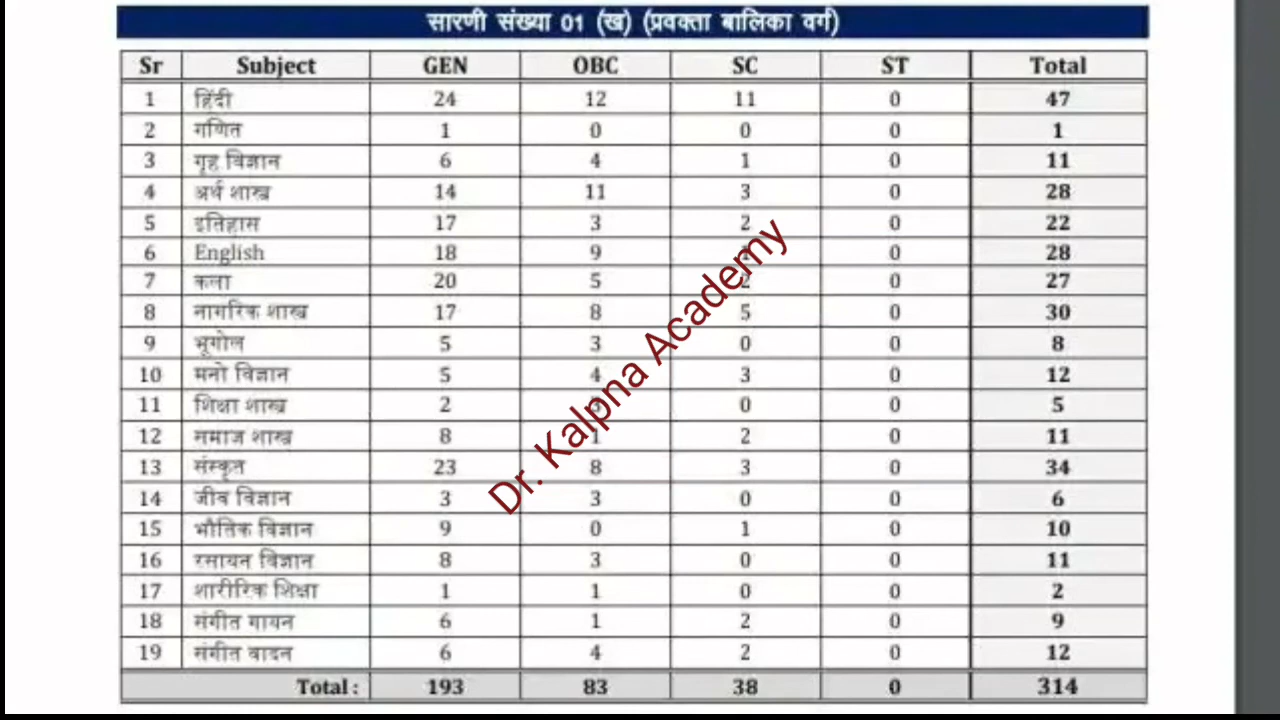 सारणी संख्या 01 (ख) (प्रवक्ता बालिका वर्ग)
Sr Subject GEN OBC SC ST Total
1 हिंदी 24 12 11 0 47
2 गणित 1 0 0 0 1
3 गृह विज्ञान 6 4 1 0 11
4 अर्थ शास्त्र 14 11 3 0 28
5 इतिहास 17 3 2 0 22
6 English 18 9 1 0 28
7 कला 20 5 2 0 27
8 नागरिक शास्त्र 17 8 5 0 30
9 भूगोल 5 3 0 0 8
10 मनो विज्ञान 5 4 3 0 12
11 शिक्षा शास्त्र 2 3 0 0 5
12 समाज शास्त्र 8 1 2 0 11
13 संस्कृत 23 8 3 0 34
14 जीव विज्ञान 3 3 0 0 6
15 भौतिक विज्ञान 9 0 1 0 10
16 रसायन विज्ञान 8 3 0 0 11
17 शारीरिक शिक्षा 1 1 0 0 2
18 संगीत गायन 6 1 2 0 9
19 संगीत वादन 6 4 2 0 12
Total : 193 83 38 0 314
Dr. Kalpna Academy